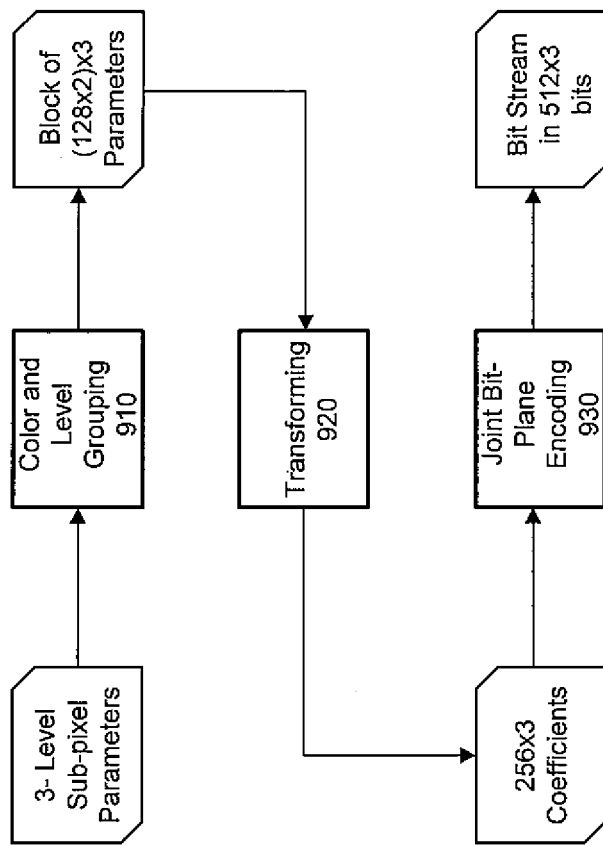 3- Level
Sub-pixel
Parameters
Color and
Level
Grouping
910
Block of
(128x2)x3
Parameters
Transforming
920
256x3
Coefficients
Joint Bit-
Plane
Encoding
930
Bit Stream
in 512x3
bits